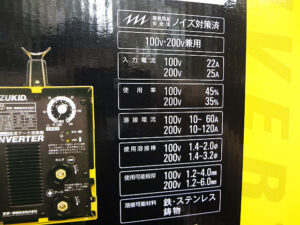 電気用品
安全法
ノイズ対策済
100v・200v兼用
入力電流 100v 22A
200v 25A
使用率 100v 45%
200v 35%
溶接電流 100v 10~ 60A
200v 10~120A
使用溶接棒 100v 1.4~2.0Φ
200v 1.4~3.2Φ
使用可能板厚 100v 1.2~4.0mm
200v 1.2~6.0mm
溶接可能材料 鉄・ステンレス
鋳物
ZUKID
NVERTER
KER